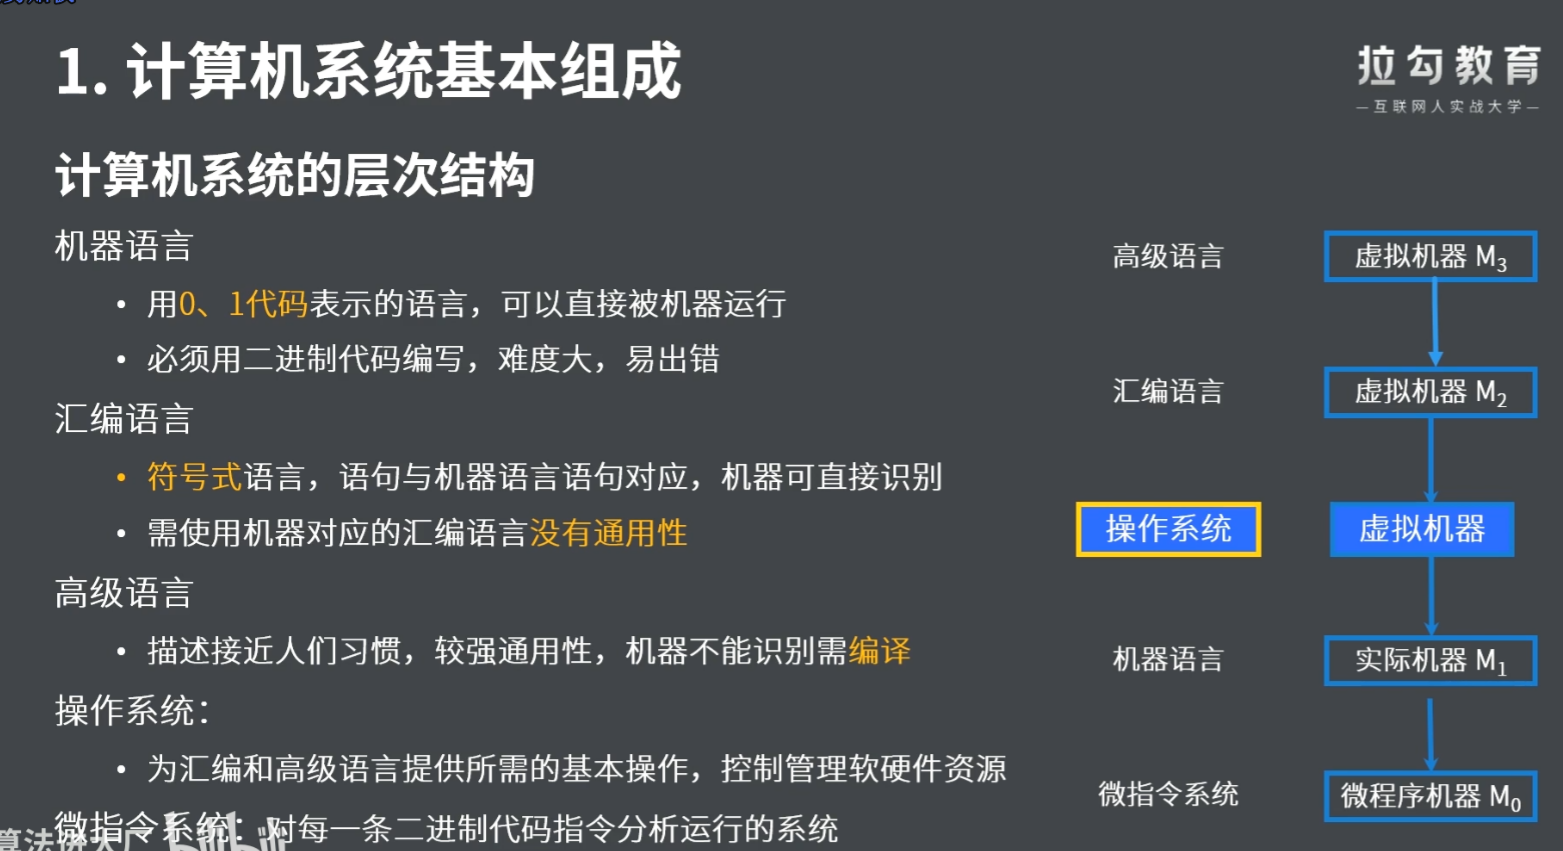 1. 计算机系统基本组成
拉勾教育
—互联网人实战大学—
计算机系统的层次结构
机器语言
• 用0、1代码表示的语言，可以直接被机器运行
• 必须用二进制代码编写，难度大，易出错
汇编语言
• 符号式语言，语句与机器语言语句对应，机器可直接识别
• 需使用机器对应的汇编语言没有通用性
高级语言
• 描述接近人们习惯，较强通用性，机器不能识别需编译
操作系统：
• 为汇编和高级语言提供所需的基本操作，控制管理软硬件资源
微指令系统：对每一条二进制代码指令分析运行的系统
高级语言
虚拟机器 M3
汇编语言
虚拟机器 M2
操作系统
虚拟机器
机器语言
实际机器 M1
微指令系统
微程序机器 M0
bilibili